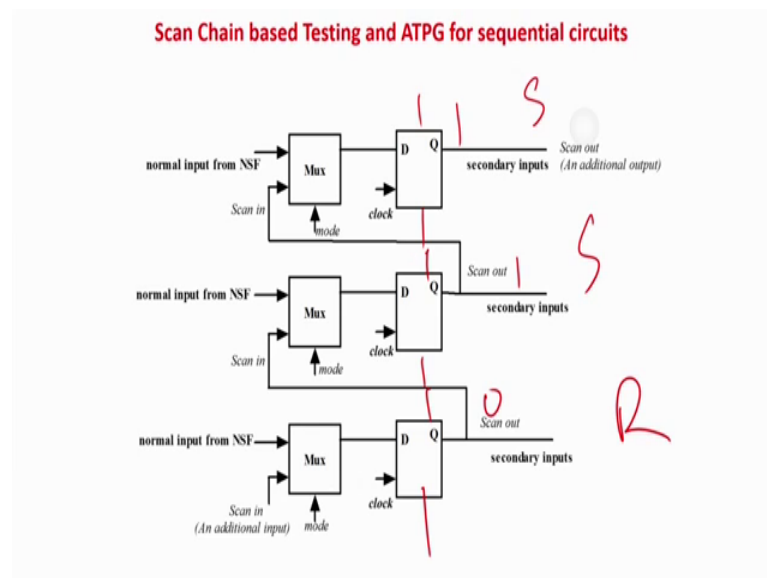 Scan Chain based Testing and ATPG for sequential circuits
1 1 S
D Q
normal input from NSF
Mux
secondary inputs
Scan out
(An additional output)
Scan in
clock
mode
Scan out 1 S
normal input from NSF
D Q
Mux
secondary inputs
Scan in
clock
mode
0 R
Scan out
normal input from NSF
D Q
Mux
secondary inputs
Scan in
(An additional input)
clock
mode